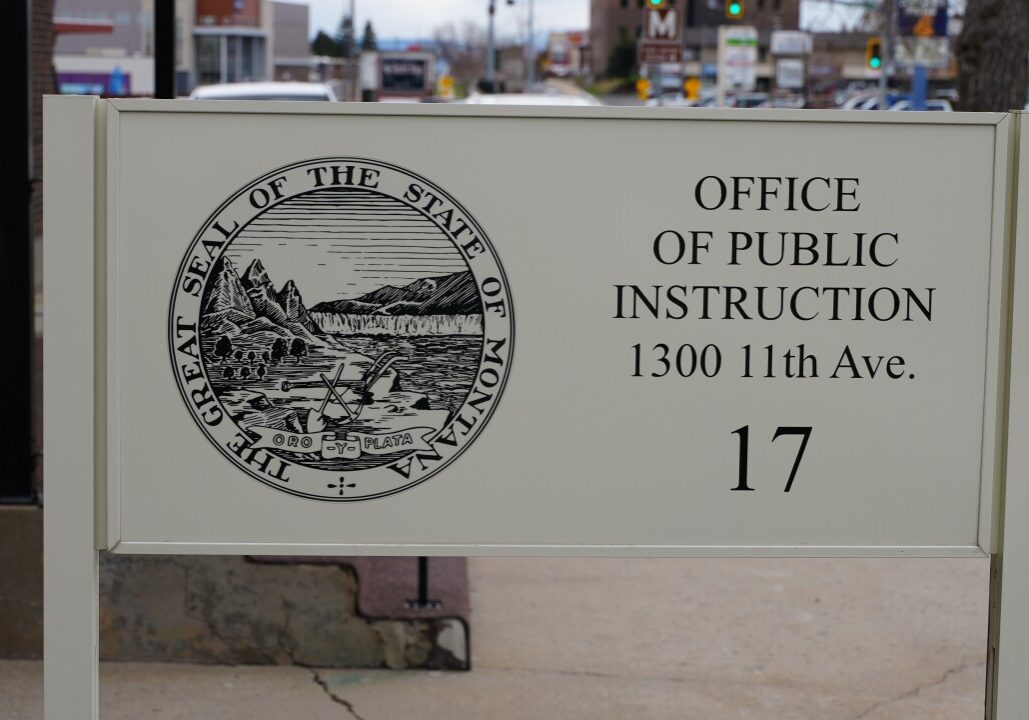 THE GREAT SEAL OF THE STATE OF MONTANA
ORO -Y- PLATA
OFFICE
OF PUBLIC
INSTRUCTION
1300 11th Ave.
17
M